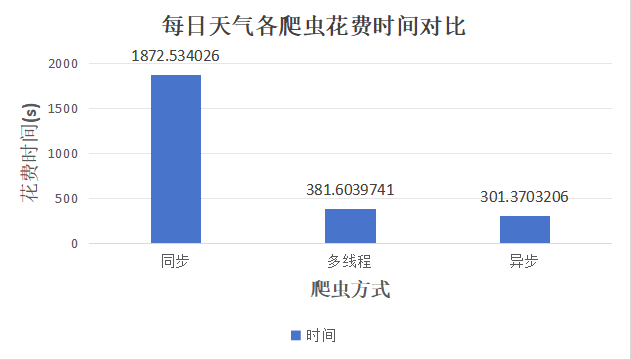 每日天气各爬虫花费时间对比
花费时间(s)
2000
1500
1000
500
0
1872.534026
381.6039741
301.3703206
同步
多线程
异步
爬虫方式
时间